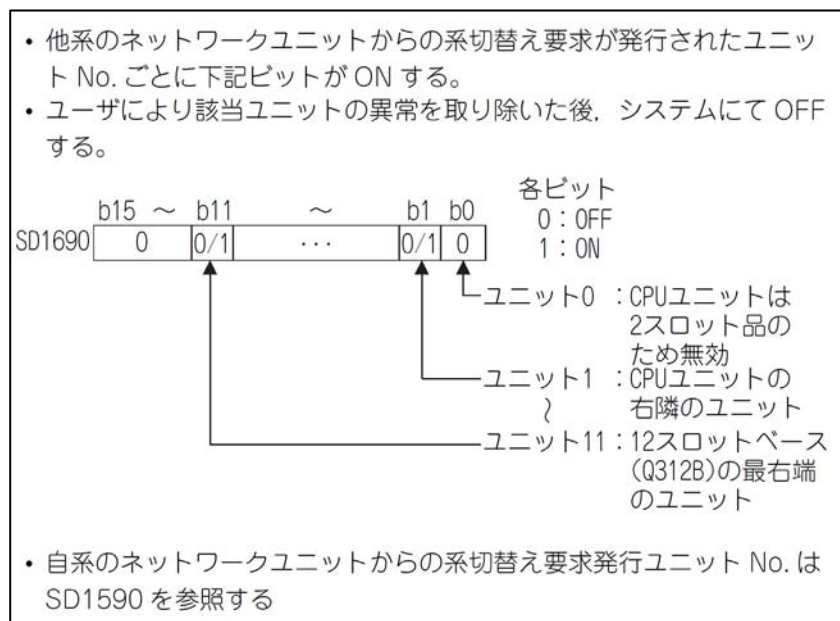 • 他系のネットワークユニットからの系切替え要求が発行されたユニッ
ト No. ごとに下記ビットが ON する。
• ユーザにより該当ユニットの異常を取り除いた後，システムにて OFF
する。
各ビット
b15 ～ b11 ～ b1 b0
0：OFF
SD1690 0 0/1 ･･･ 0/1 0
1：ON
ユニット0 ：CPUユニットは
2スロット品の
ため無効
ユニット1 ：CPUユニットの
～ 右隣のユニット
ユニット11：12スロットベース
(Q312B)の最右端
のユニット
• 自系のネットワークユニットからの系切替え要求発行ユニット No. は
SD1590 を参照する